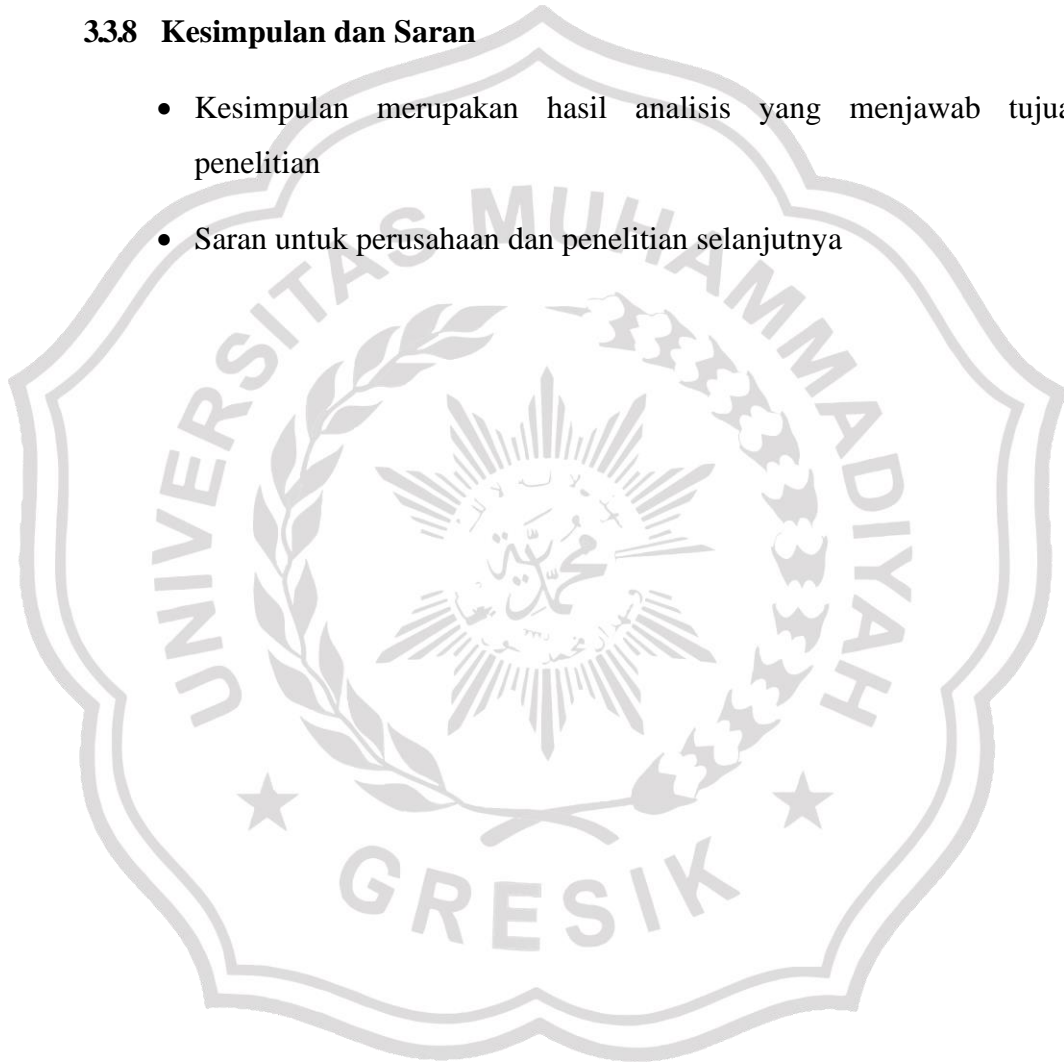 3.3.8 Kesimpulan dan Saran
• Kesimpulan merupakan hasil analisis yang menjawab tujua
penelitian
• Saran untuk perusahaan dan penelitian selanjutnya
UNIVERSITAS MUHAMMADIYAH
GRESIK